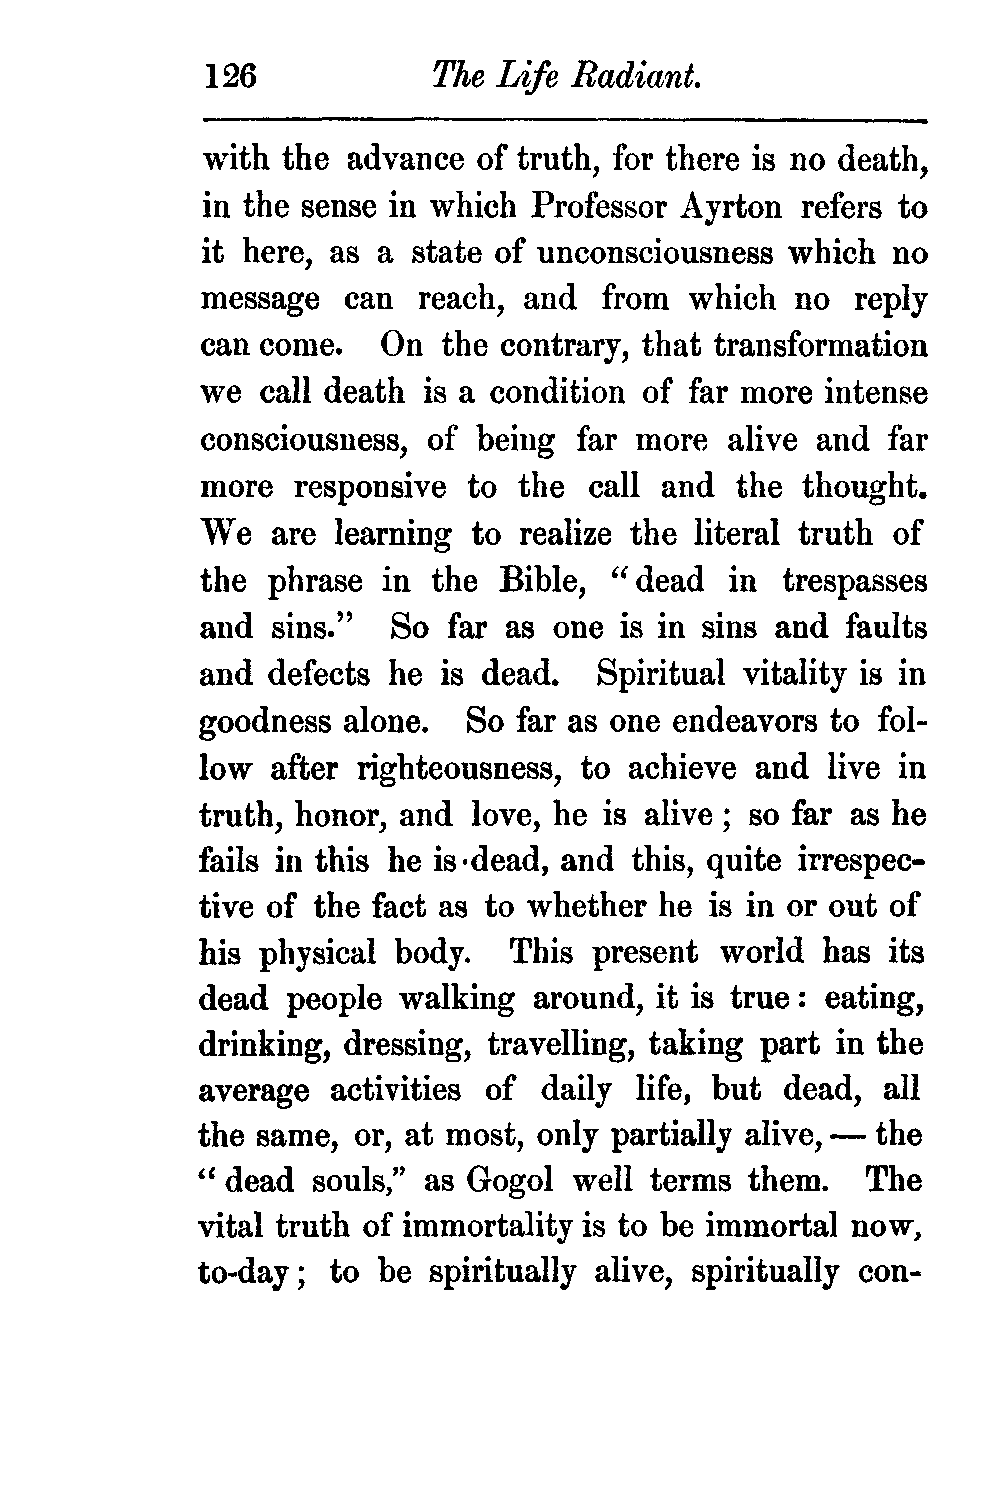 126 The Life Radiant.
with the advance of truth, for there is no death,
in the sense in which Professor Ayrton refers to
it here, as a state of unconsciousness which no
message can reach, and from which no reply
can come. On the contrary, that transformation
we call death is a condition of far more intense
consciousness, of being far more alive and far
more responsive to the call and the thought.
We are learning to realize the literal truth of
the phrase in the Bible, “dead in trespasses
and sins.” So far as one is in sins and faults
and defects he is dead. Spiritual vitality is in
goodness alone. So far as one endeavors to fol-
low after righteousness, to achieve and live in
truth, honor, and love, he is alive; so far as he
fails in this he is dead, and this, quite irrespec-
tive of the fact as to whether he is in or out of
his physical body. This present world has its
dead people walking around, it is true: eating,
drinking, dressing, travelling, taking part in the
average activities of daily life, but dead, all
the same, or, at most, only partially alive, — the
“dead souls,” as Gogol well terms them. The
vital truth of immortality is to be immortal now,
to-day; to be spiritually alive, spiritually con-